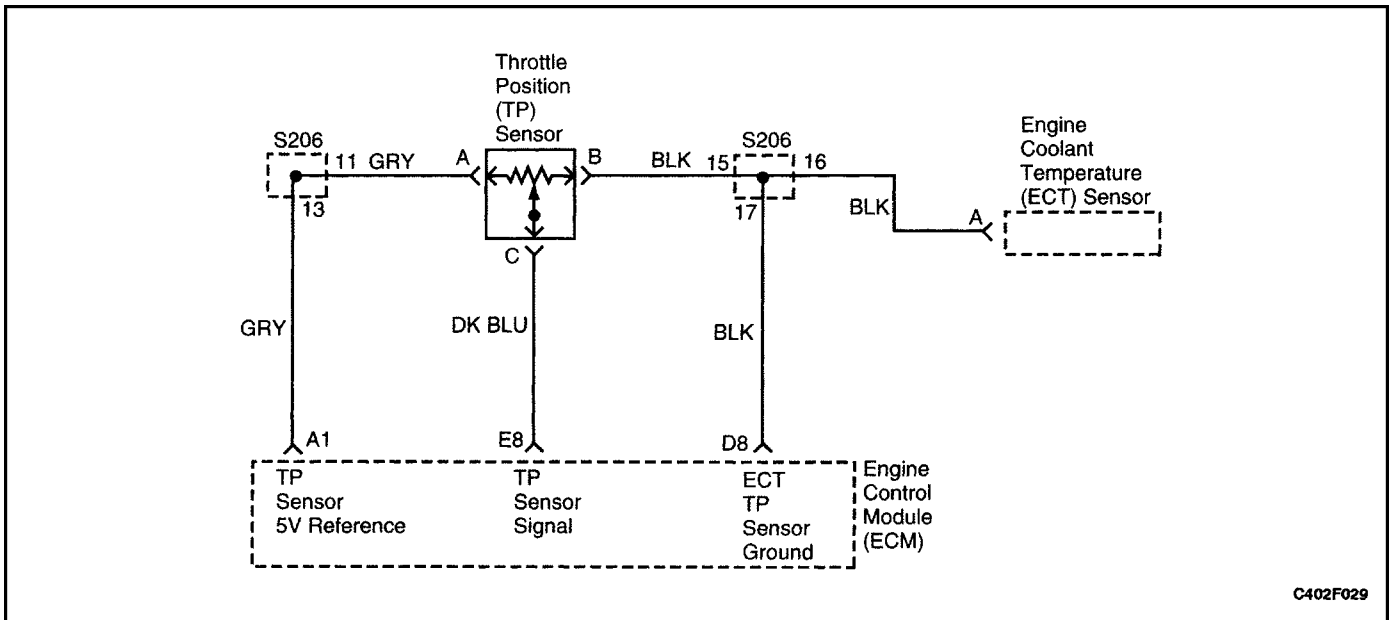 Throttle
Position
(TP)
Sensor
S206
11 GRY
A
B
BLK
15
S206
16
Engine
Coolant
Temperature
(ECT) Sensor
13
17
BLK
A
C
GRY
DK BLU
BLK
A1
E8
D8
TP
Sensor
5V Reference
TP
Sensor
Signal
ECT
TP
Sensor
Ground
Engine
Control
Module
(ECM)
C402F029